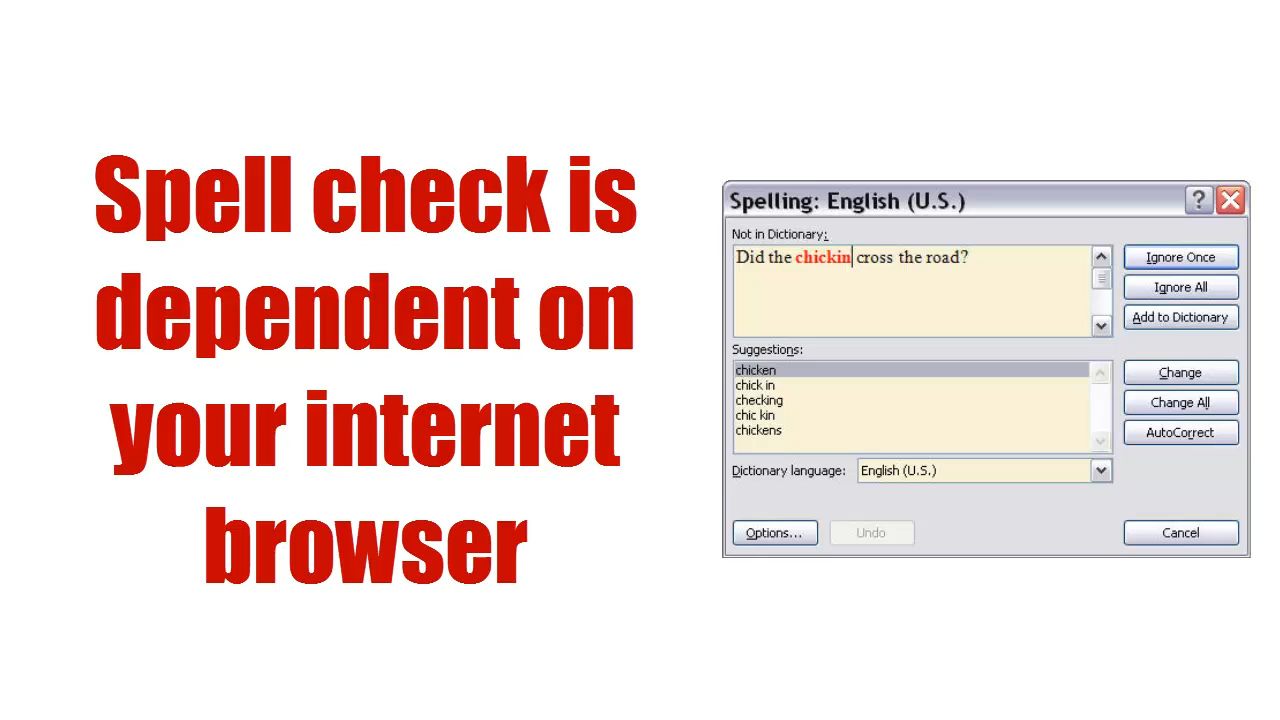 Spell check is
dependent on
your internet
browser
Spelling: English (U.S.)
?
Not in Dictionary:
Did the chickin cross the road?
Ignore Once
Ignore All
Add to Dictionary
Suggestions:
chicken
chick in
checking
chic kin
chickens
Change
Change All
AutoCorrect
Dictionary language: English (U.S.)
Options... Undo Cancel